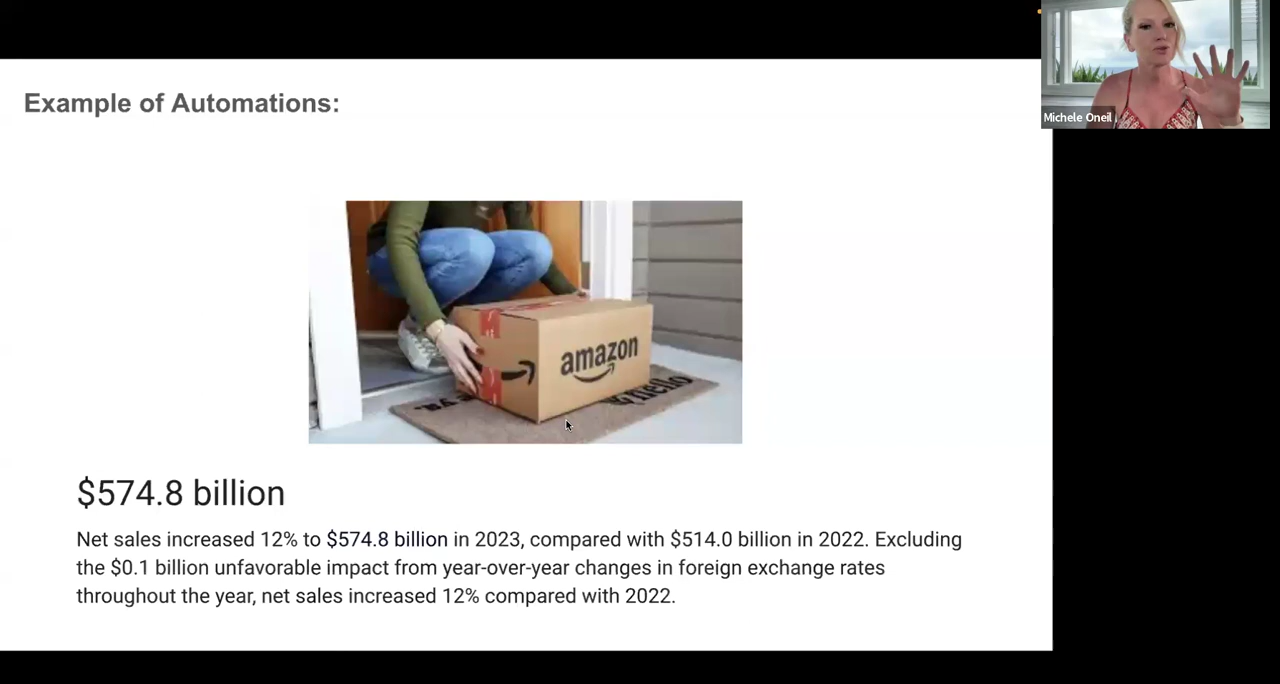 Michele Oneil
Example of Automations:
amazon
hello
$574.8 billion
Net sales increased 12% to $574.8 billion in 2023, compared with $514.0 billion in 2022. Excluding
the $0.1 billion unfavorable impact from year-over-year changes in foreign exchange rates
throughout the year, net sales increased 12% compared with 2022.